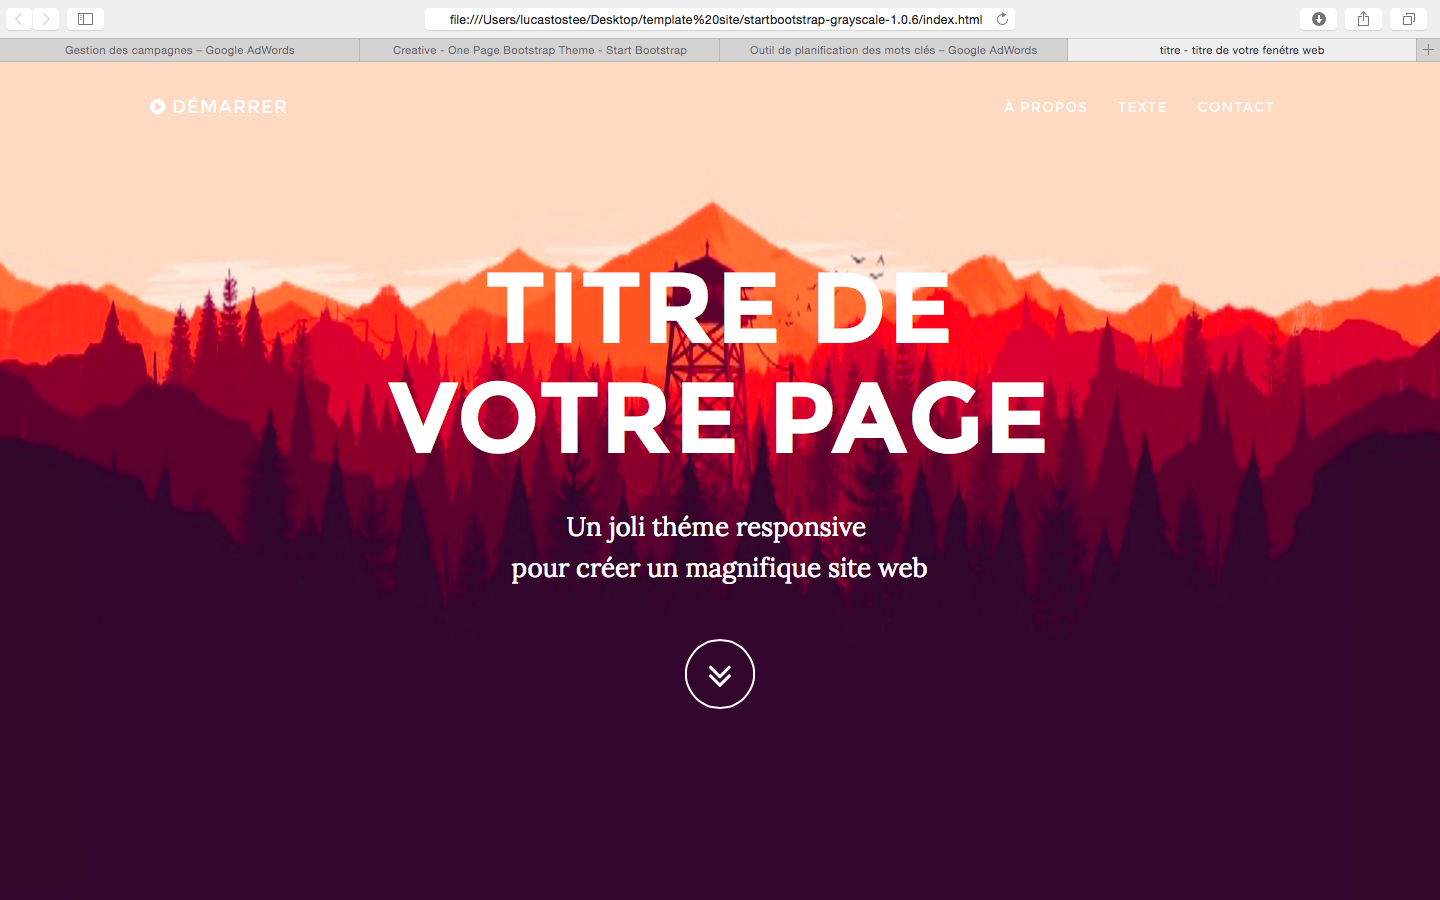 file:///Users/lucastostee/Desktop/template%20site/startbootstrap-grayscale-1.0.6/index.html
Gestion des campagnes – Google AdWords
Creative - One Page Bootstrap Theme - Start Bootstrap
Outil de planification des mots clés – Google AdWords
titre - titre de votre fenétre web
DÉMARRER
À PROPOS
TEXTE
CONTACT
TITRE DE
VOTRE PAGE
Un joli théme responsive
pour créer un magnifique site web